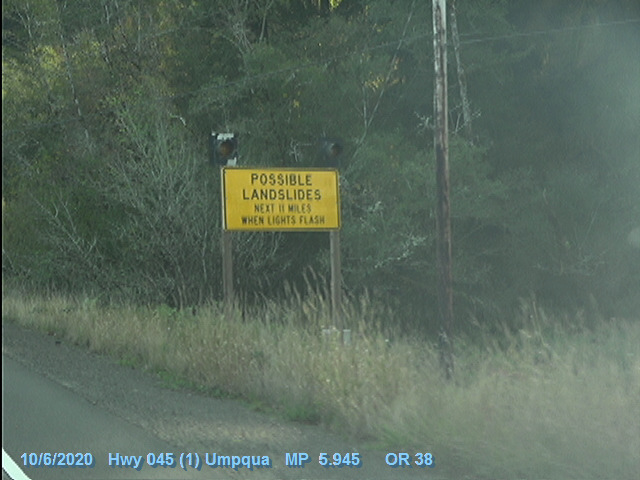 POSSIBLE
LANDSLIDES
NEXT 11 MILES
WHEN LIGHTS FLASH
10/6/2020 Hwy 045 (1) Umpqua MP 5.945 OR 38